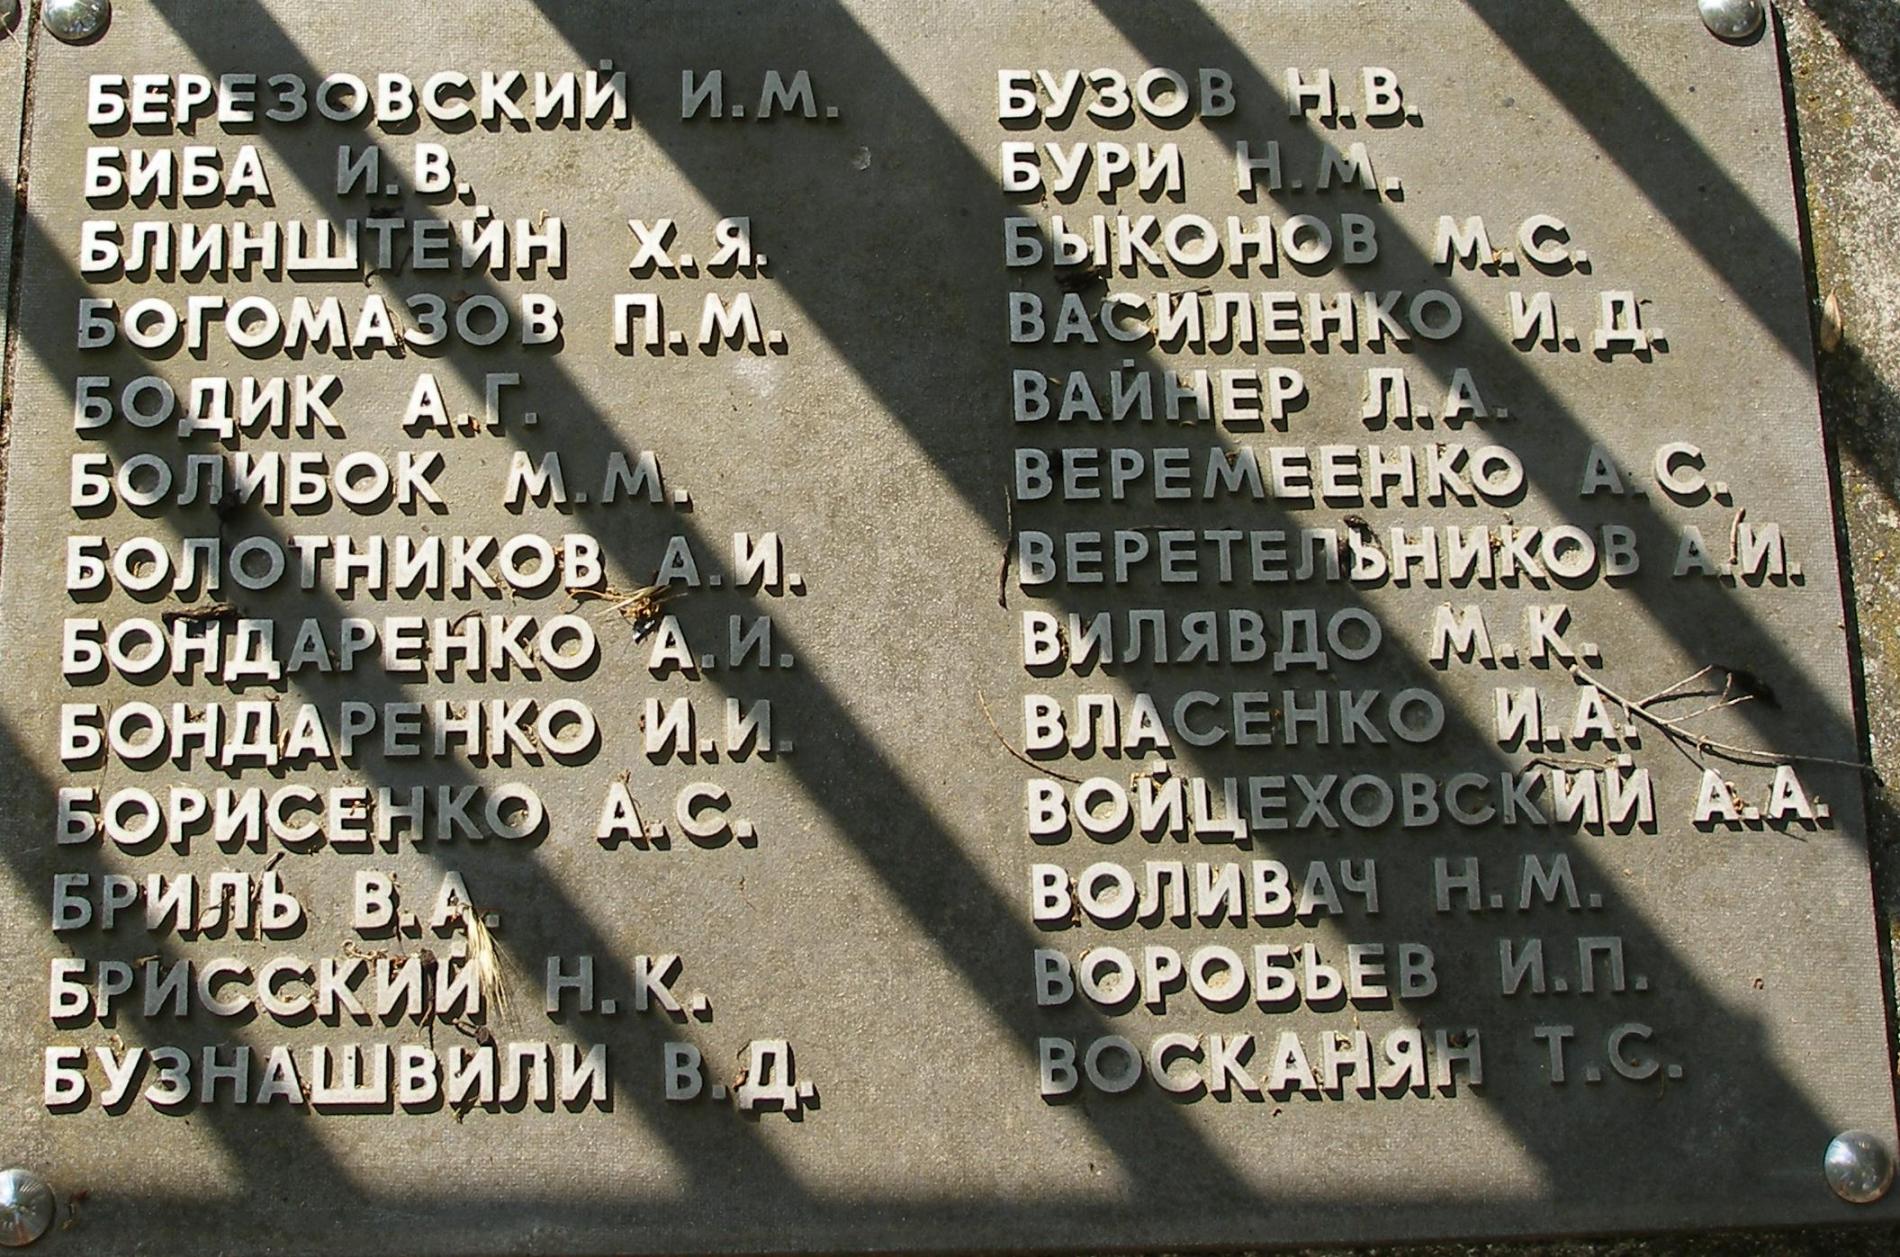 БЕРЕЗОВСКИЙ И.М.
БИБА И.В.
БЛИНШТЕЙН Х.Я.
БОГОМАЗОВ П.М.
БОДИК А.Г.
БОЛИБОК М.М.
БОЛОТНИКОВ А.И.
БОНДАРЕНКО А.И.
БОНДАРЕНКО И.И.
БОРИСЕНКО А.С.
БРИЛЬ В.А.
БРИССКИЙ Н.К.
БУЗНАШВИЛИ В.Д.
БУЗОВ Н.В.
БУРИ Н.М.
БЫКОНОВ М.С.
ВАСИЛЕНКО И.Д.
ВАЙНЕР Л.А.
ВЕРЕМЕЕНКО А.С.
ВЕРЕТЕЛЬНИКОВ А.И.
ВИЛЯВДО М.К.
ВЛАСЕНКО И.А.
ВОЙЦЕХОВСКИЙ А.А.
ВОЛИВАЧ Н.М.
ВОРОБЬЕВ И.П.
ВОСКАНЯН Т.С.